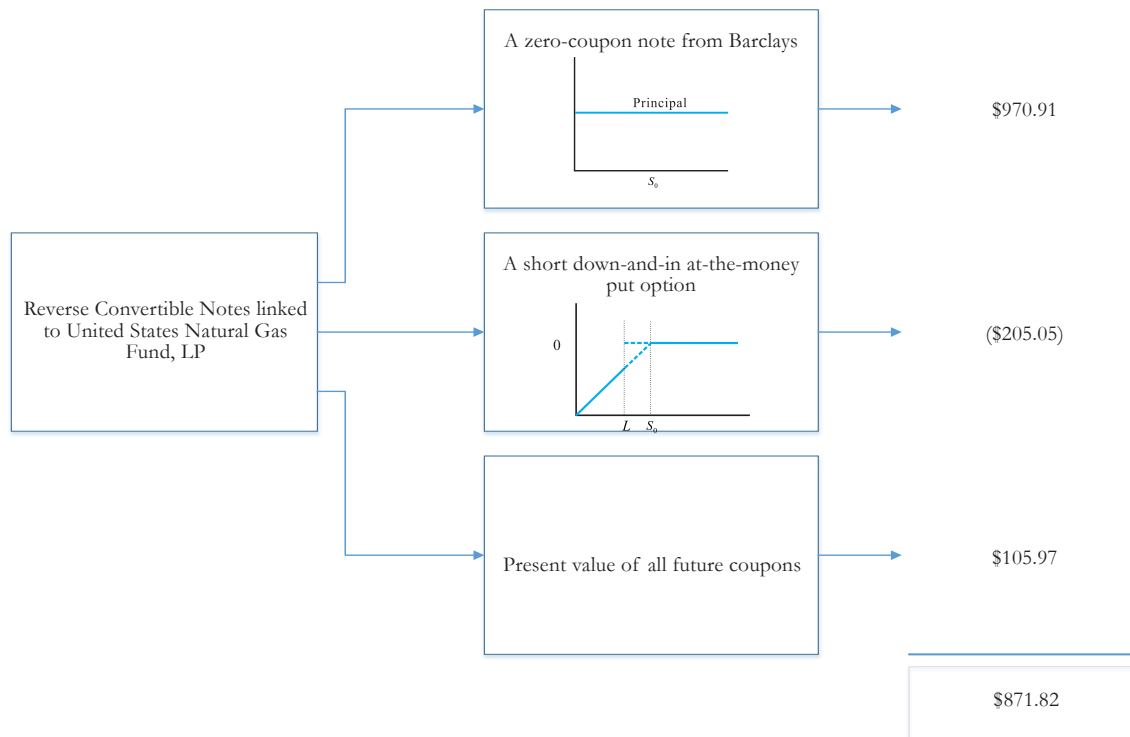 A zero-coupon note from Barclays
Principal
S₀
$970.91
Reverse Convertible Notes linked
to United States Natural Gas
Fund, LP
A short down-and-in at-the-money
put option
0
L S₀
($205.05)
Present value of all future coupons
$105.97
$871.82